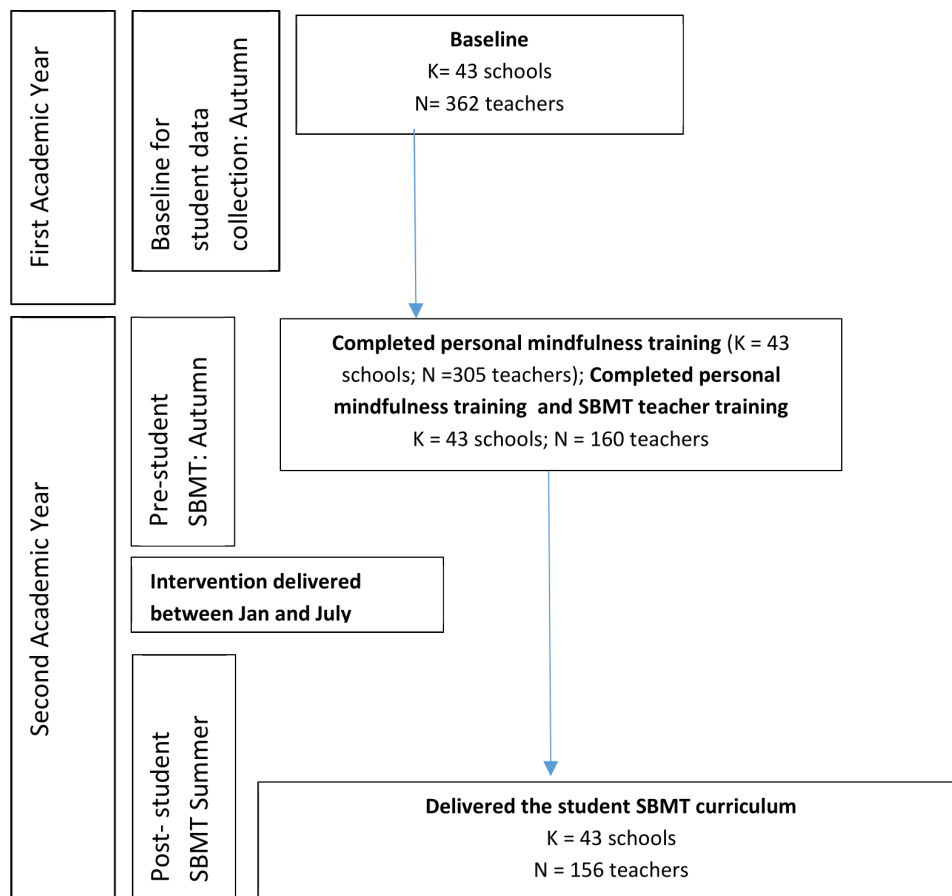 First Academic Year
Baseline for
student data
collection: Autumn
Baseline
K= 43 schools
N= 362 teachers
Second Academic Year
Pre-student
SBMT: Autumn
Completed personal mindfulness training (K = 43
schools; N =305 teachers); Completed personal
mindfulness training  and SBMT teacher training
K = 43 schools; N = 160 teachers
Intervention delivered
between Jan and July
Post- student
SBMT Summer
Delivered the student SBMT curriculum
K = 43 schools
N = 156 teachers